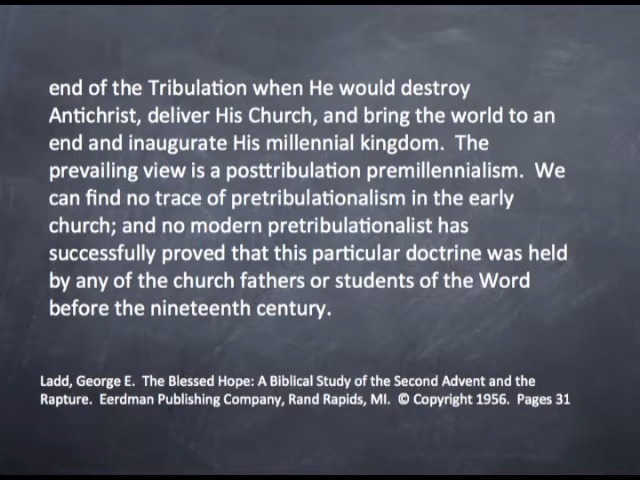 end of the Tribulation when He would destroy
Antichrist, deliver His Church, and bring the world to an
end and inaugurate His millennial kingdom.  The
prevailing view is a posttribulation premillennialism.  We
can find no trace of pretribulationalism in the early
church; and no modern pretribulationalist has
successfully proved that this particular doctrine was held
by any of the church fathers or students of the Word
before the nineteenth century.
Ladd, George E.  The Blessed Hope: A Biblical Study of the Second Advent and the
Rapture.  Eerdman Publishing Company, Rand Rapids, MI.  © Copyright 1956.  Pages 31